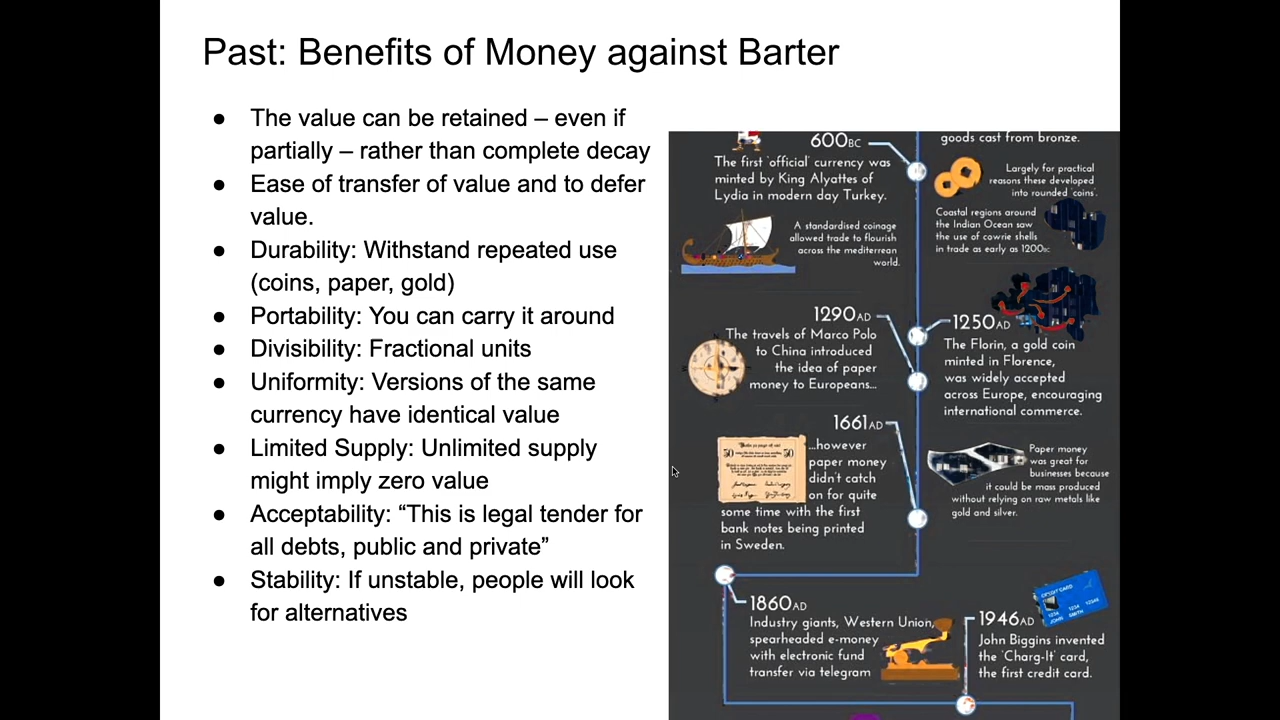 Past: Benefits of Money against Barter
● The value can be retained – even if
partially – rather than complete decay
● Ease of transfer of value and to defer
value.
● Durability: Withstand repeated use
(coins, paper, gold)
● Portability: You can carry it around
● Divisibility: Fractional units
● Uniformity: Versions of the same
currency have identical value
● Limited Supply: Unlimited supply
might imply zero value
● Acceptability: “This is legal tender for
all debts, public and private”
● Stability: If unstable, people will look
for alternatives
goods cast from bronze.
600BC
The first 'official' currency was
minted by King Alyattes of
Lydia in modern day Turkey.
Largely for practical
reasons these developed
into rounded 'coins'.
A standardised coinage
allowed trade to flourish
across the mediterrean
world.
Coastal regions around
the Indian Ocean saw
the use of cowrie shells
in trade as early as 1200BC
1290AD
The travels of Marco Polo
to China introduced
the idea of paper
money to Europeans...
1250AD
The Florin, a gold coin
minted in Florence,
was widely accepted
across Europe, encouraging
international commerce.
1661AD
...however
paper money
didn't catch
on for quite
some time with the first
bank notes being printed
in Sweden.
50 50
Paper money
was great for
businesses because
it could be mass produced
without relying on raw metals like
gold and silver.
1860AD
Industry giants, Western Union,
spearheaded e-money
with electronic fund
transfer via telegram
CREDIT CARD
1234 1234 12345
JOHN SMITH
1946AD
John Biggins invented
the 'Charg-It' card,
the first credit card.